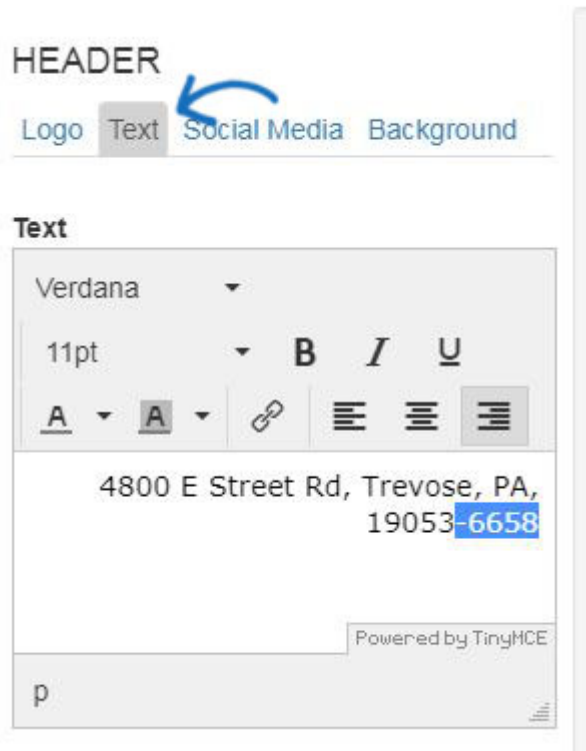 HEADER
Logo Text Social Media Background
Text
Verdana
11pt B I U
A A
4800 E Street Rd, Trevose, PA,
19053-6658
Powered by TinyMCE
p